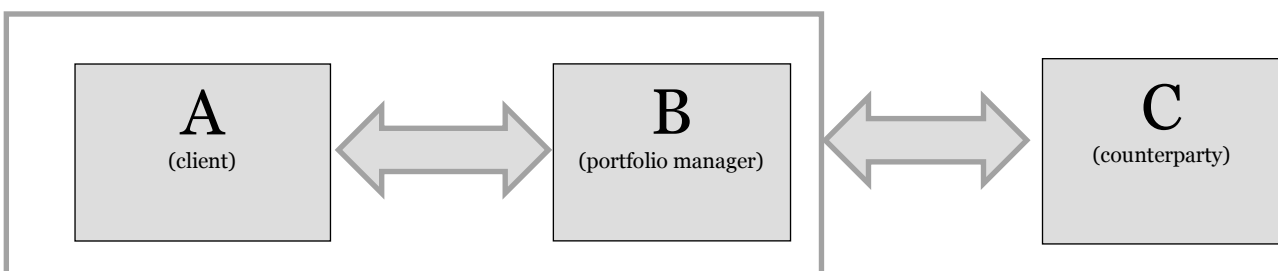 A
(client)
B
(portfolio manager)
C
(counterparty)